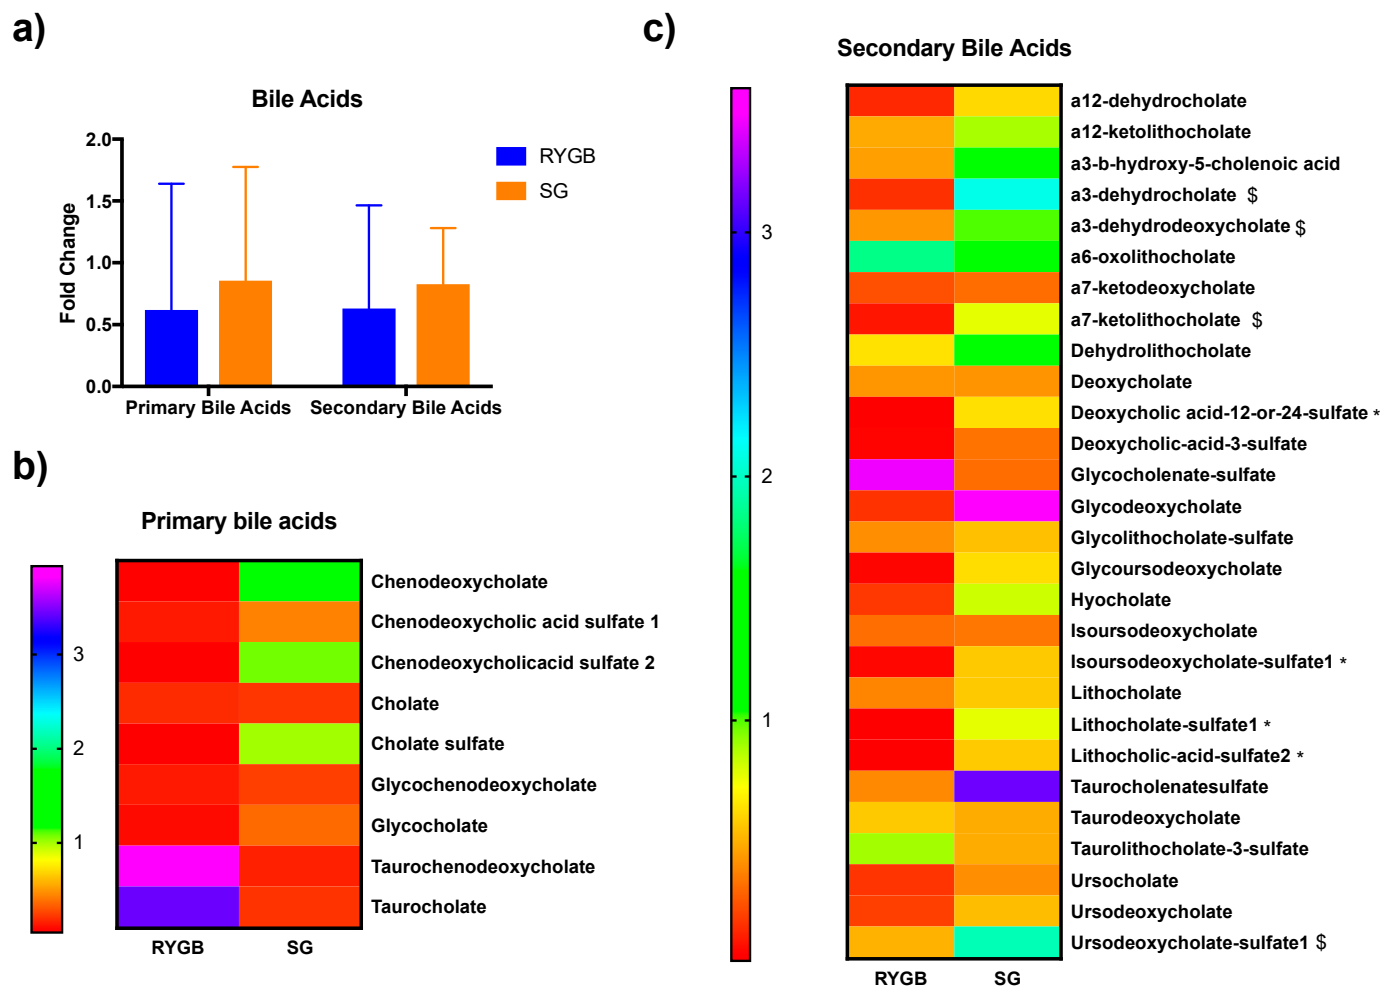 a)
Bile Acids
Fold Change
2.0
1.5
1.0
0.5
0.0
Primary Bile Acids
Secondary Bile Acids
RYGB
SG
b)
Primary bile acids
3
2
1
Chenodeoxycholate
Chenodeoxycholic acid sulfate 1
Chenodeoxycholicacid sulfate 2
Cholate
Cholate sulfate
Glycochenodeoxycholate
Glycocholate
Taurochenodeoxycholate
Taurocholate
RYGB
SG
c)
Secondary Bile Acids
3
2
1
a12-dehydrocholate
a12-ketolithocholate
a3-b-hydroxy-5-cholenoic acid
a3-dehydrocholate $
a3-dehydrodeoxycholate $
a6-oxolithocholate
a7-ketodeoxycholate
a7-ketolithocholate $
Dehydrolithocholate
Deoxycholate
Deoxycholic acid-12-or-24-sulfate *
Deoxycholic-acid-3-sulfate
Glycocholenate-sulfate
Glycodeoxycholate
Glycolithocholate-sulfate
Glycoursodeoxycholate
Hyocholate
Isoursodeoxycholate
Isoursodeoxycholate-sulfate1 *
Lithocholate
Lithocholate-sulfate1 *
Lithocholic-acid-sulfate2 *
Taurocholenatesulfate
Taurodeoxycholate
Taurolithocholate-3-sulfate
Ursocholate
Ursodeoxycholate
Ursodeoxycholate-sulfate1 $
RYGB
SG